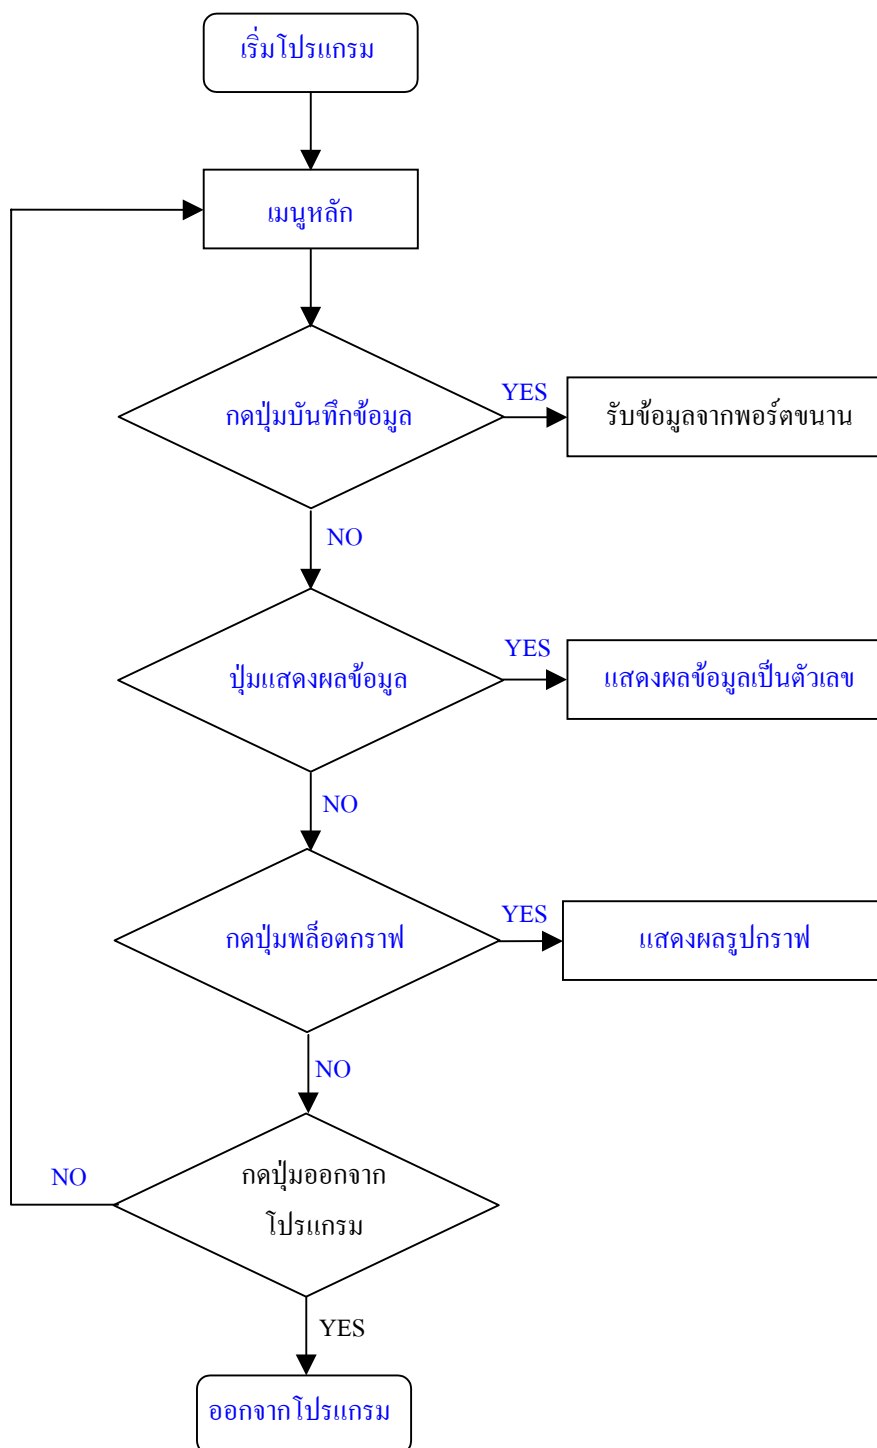 เริ่มโปรแกรม
เมนูหลัก
กดปุ่มบันทึกข้อมูล
YES
รับข้อมูลจากพอร์ตขนาน
NO
ปุ่มแสดงผลข้อมูล
YES
แสดงผลข้อมูลเป็นตัวเลข
NO
กดปุ่มพล็อตกราฟ
YES
แสดงผลรูปกราฟ
NO
กดปุ่มออกจาก
โปรแกรม
NO
YES
ออกจากโปรแกรม